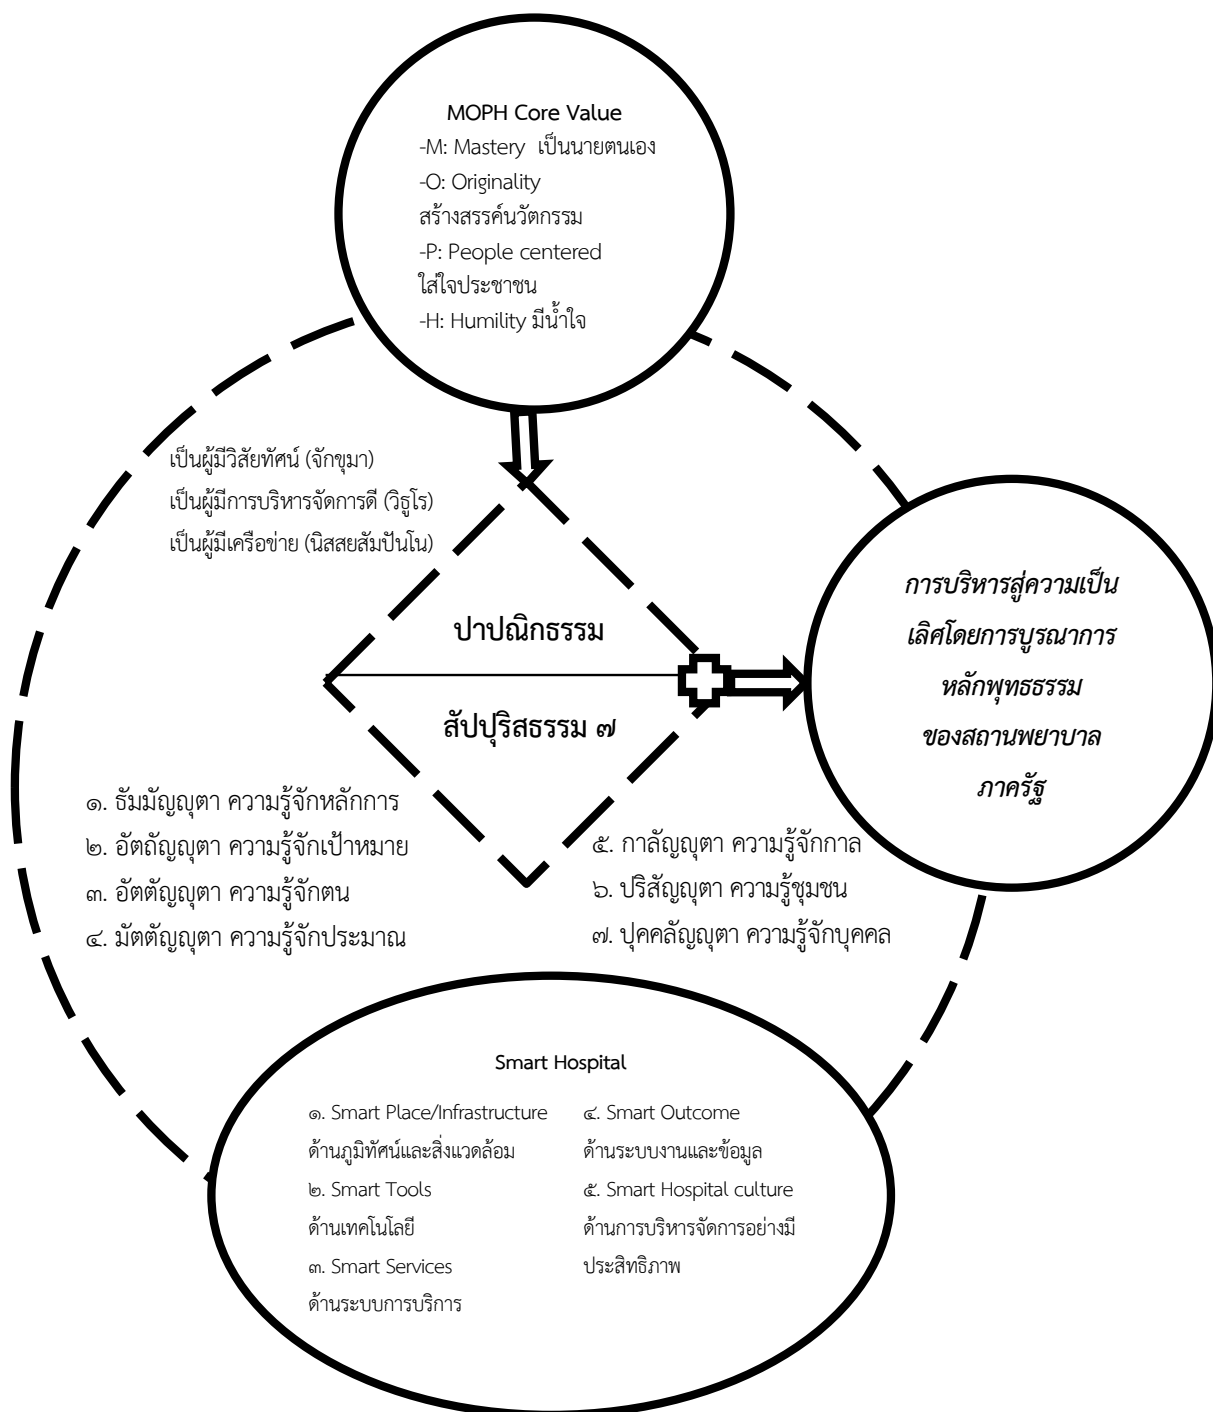 MOPH Core Value
-M: Mastery เป็นนายตนเอง
-O: Originality
สร้างสรรค์นวัตกรรม
-P: People centered
ใส่ใจประชาชน
-H: Humility มีน้ำใจ
เป็นผู้มีวิสัยทัศน์ (จักขุมา)
เป็นผู้มีการบริหารจัดการดี (วิธูโร)
เป็นผู้มีเครือข่าย (นิสสยสัมปันโน)
ปาปณิกธรรม
สัปปุริสธรรม ๗
การบริหารสู่ความเป็น
เลิศโดยการบูรณาการ
หลักพุทธธรรม
ของสถานพยาบาล
ภาครัฐ
๑. ธัมมัญญุตา ความรู้จักหลักการ
๒. อัตถัญญุตา ความรู้จักเป้าหมาย
๓. อัตตัญญุตา ความรู้จักตน
๔. มัตตัญญุตา ความรู้จักประมาณ
๕. กาลัญญุตา ความรู้จักกาล
๖. ปริสัญญุตา ความรู้ชุมชน
๗. ปุคคลัญญุตา ความรู้จักบุคคล
Smart Hospital
๑. Smart Place/Infrastructure
ด้านภูมิทัศน์และสิ่งแวดล้อม
๒. Smart Tools
ด้านเทคโนโลยี
๓. Smart Services
ด้านระบบการบริการ
๔. Smart Outcome
ด้านระบบงานและข้อมูล
๕. Smart Hospital culture
ด้านการบริหารจัดการอย่างมี
ประสิทธิภาพ